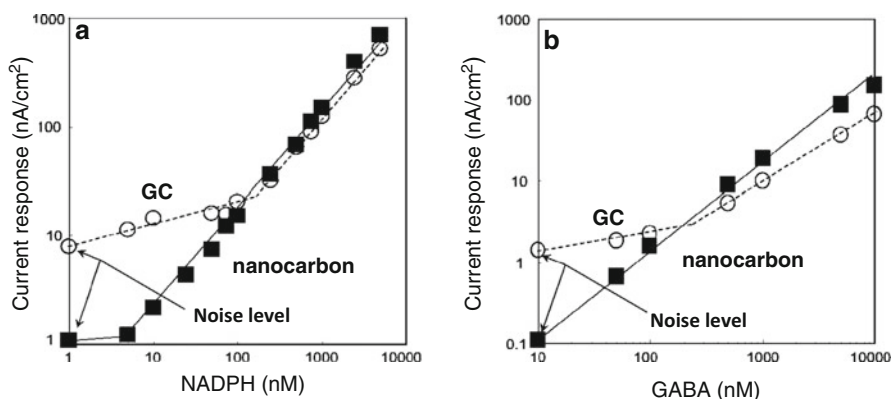 a
Current response (nA/cm²)
1000
100
10
1
GC
nanocarbon
Noise level
1 10 100 1000 10000
NADPH (nM)
b
Current response (nA/cm²)
1000
100
10
1
0.1
GC
nanocarbon
Noise level
10 100 1000 10000
GABA (nM)